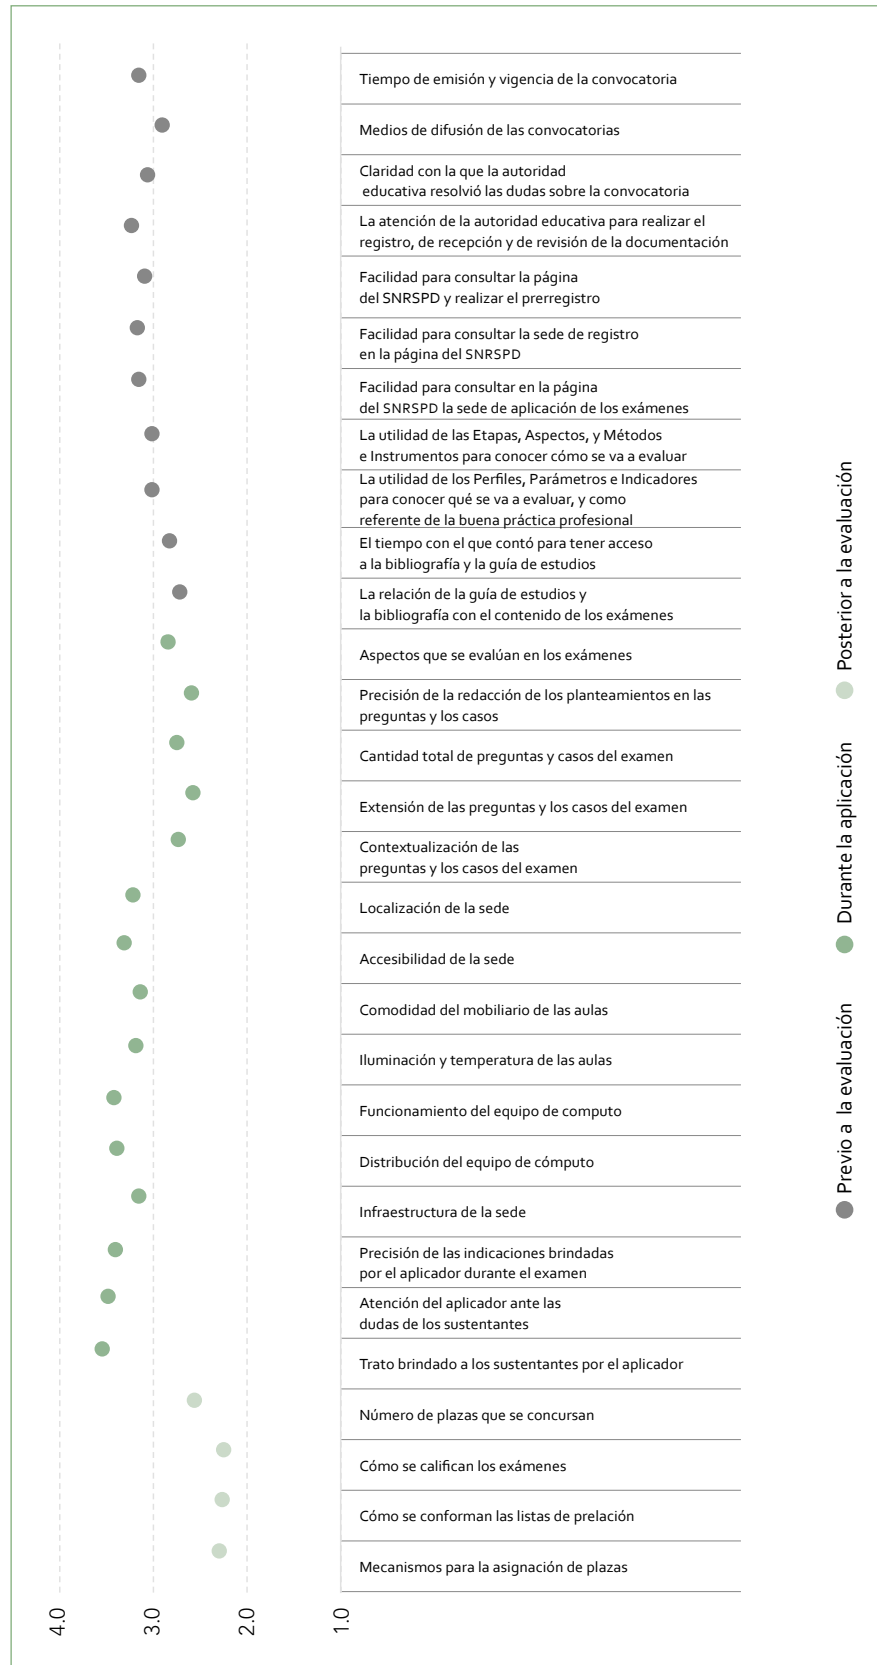 Tiempo de emisión y vigencia de la convocatoria
Medios de difusión de las convocatorias
Claridad con la que la autoridad
educativa resolvió las dudas sobre la convocatoria
La atención de la autoridad educativa para realizar el
registro, de recepción y de revisión de la documentación
Facilidad para consultar la página
del SNRSPD y realizar el prerregistro
Facilidad para consultar la sede de registro
en la página del SNRSPD
Facilidad para consultar en la página
del SNRSPD la sede de aplicación de los exámenes
La utilidad de las Etapas, Aspectos, y Métodos
e Instrumentos para conocer cómo se va a evaluar
La utilidad de los Perfiles, Parámetros e Indicadores
para conocer qué se va a evaluar, y como
referente de la buena práctica profesional
El tiempo con el que contó para tener acceso
a la bibliografía y la guía de estudios
La relación de la guía de estudios y
la bibliografía con el contenido de los exámenes
Aspectos que se evalúan en los exámenes
Precisión de la redacción de los planteamientos en las
preguntas y los casos
Cantidad total de preguntas y casos del examen
Extensión de las preguntas y los casos del examen
Contextualización de las
preguntas y los casos del examen
Localización de la sede
Accesibilidad de la sede
Comodidad del mobiliario de las aulas
Iluminación y temperatura de las aulas
Funcionamiento del equipo de computo
Distribución del equipo de cómputo
Infraestructura de la sede
Precisión de las indicaciones brindadas
por el aplicador durante el examen
Atención del aplicador ante las
dudas de los sustentantes
Trato brindado a los sustentantes por el aplicador
Número de plazas que se concursan
Cómo se califican los exámenes
Cómo se conforman las listas de prelación
Mecanismos para la asignación de plazas
4.0
3.0
2.0
1.0
Previo a la evaluación
Durante la aplicación
Posterior a la evaluación